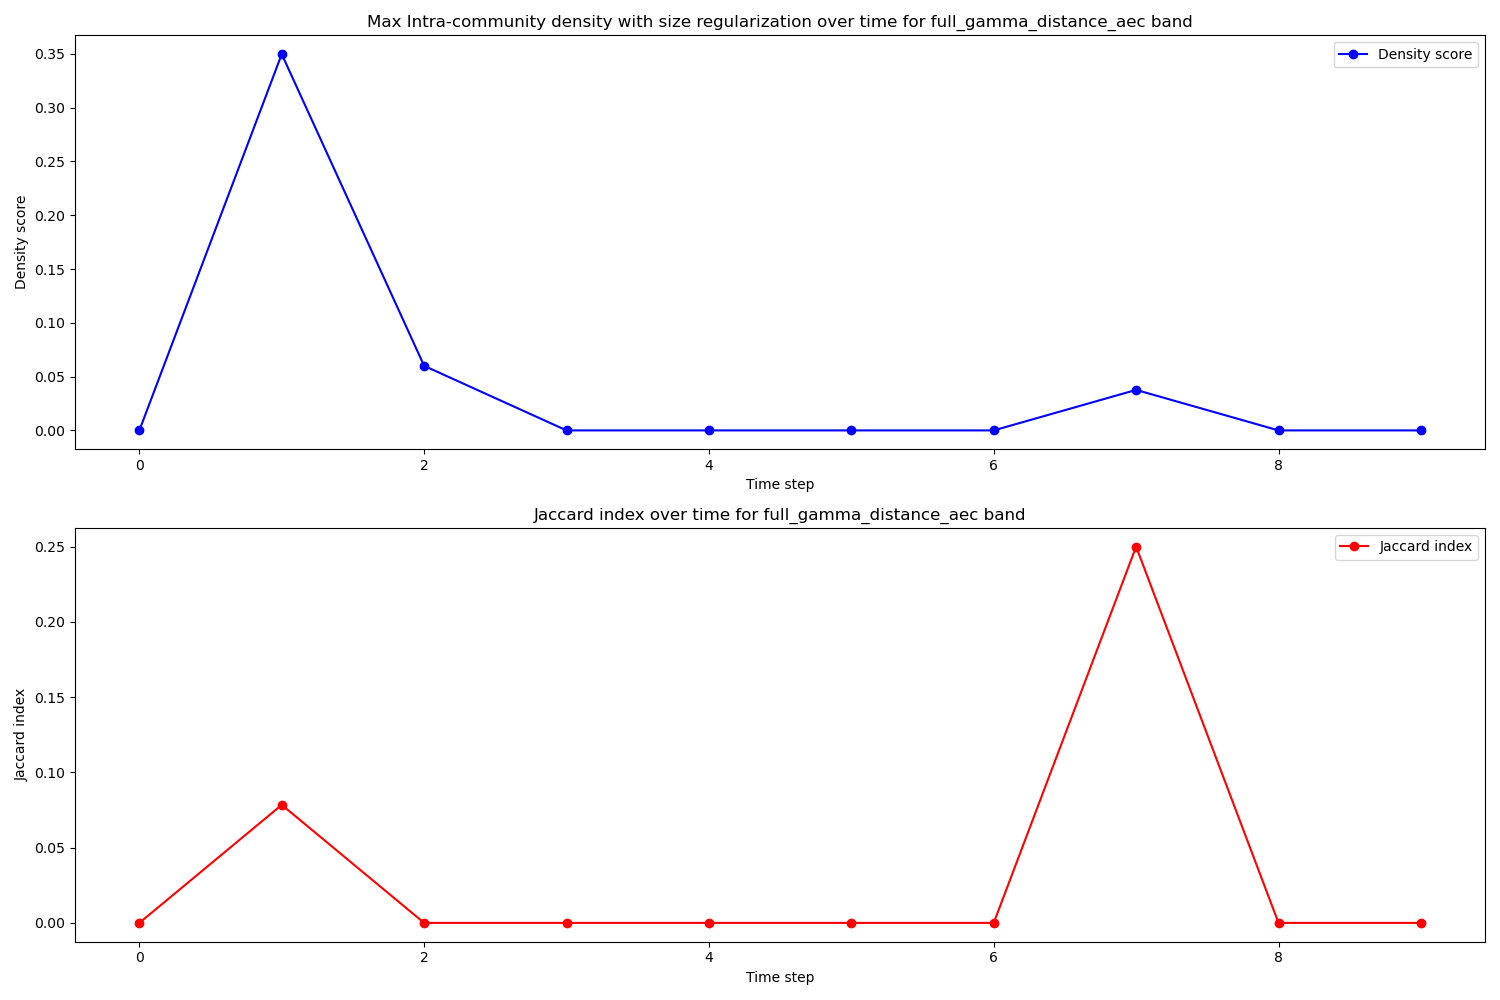 Max Intra-community density with size regularization over time for full_gamma_distance_aec band
Density score
0.35
0.30
0.25
0.20
0.15
0.10
0.05
0.00
Density score
0 2 4 6 8
Time step
Jaccard index over time for full_gamma_distance_aec band
Jaccard index
0.25
0.20
0.15
0.10
0.05
0.00
Jaccard index
0 2 4 6 8
Time step